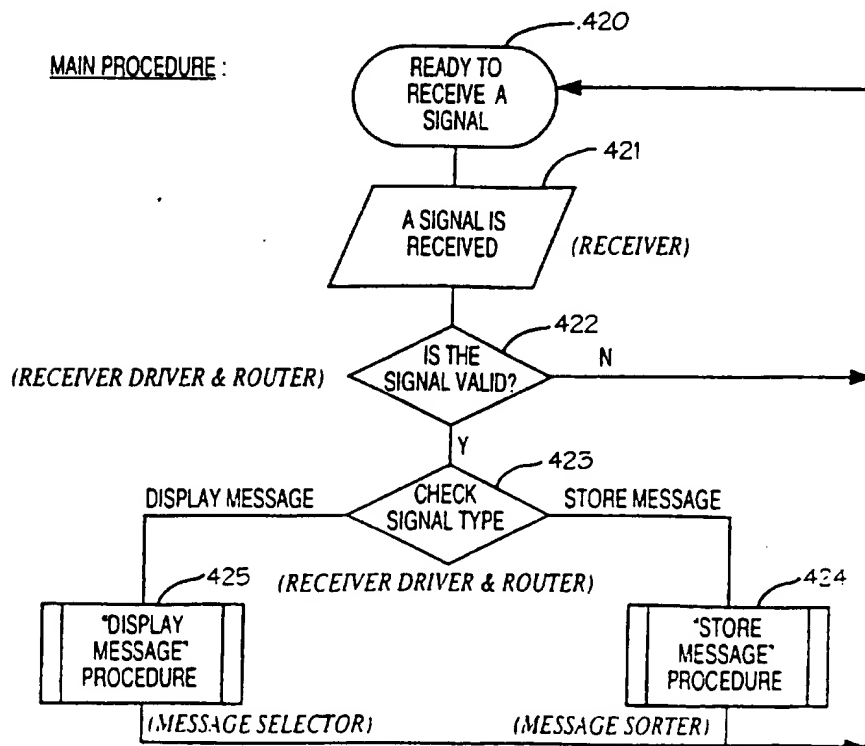 .420
MAIN PROCEDURE :
READY TO
RECEIVE A
SIGNAL
421
A SIGNAL IS
RECEIVED
(RECEIVER)
422
IS THE
SIGNAL VALID?
N
(RECEIVER DRIVER & ROUTER)
Y
423
DISPLAY MESSAGE
CHECK
SIGNAL TYPE
STORE MESSAGE
(RECEIVER DRIVER & ROUTER)
425
424
"DISPLAY
MESSAGE"
PROCEDURE
"STORE
MESSAGE"
PROCEDURE
(MESSAGE SELECTOR)
(MESSAGE SORTER)